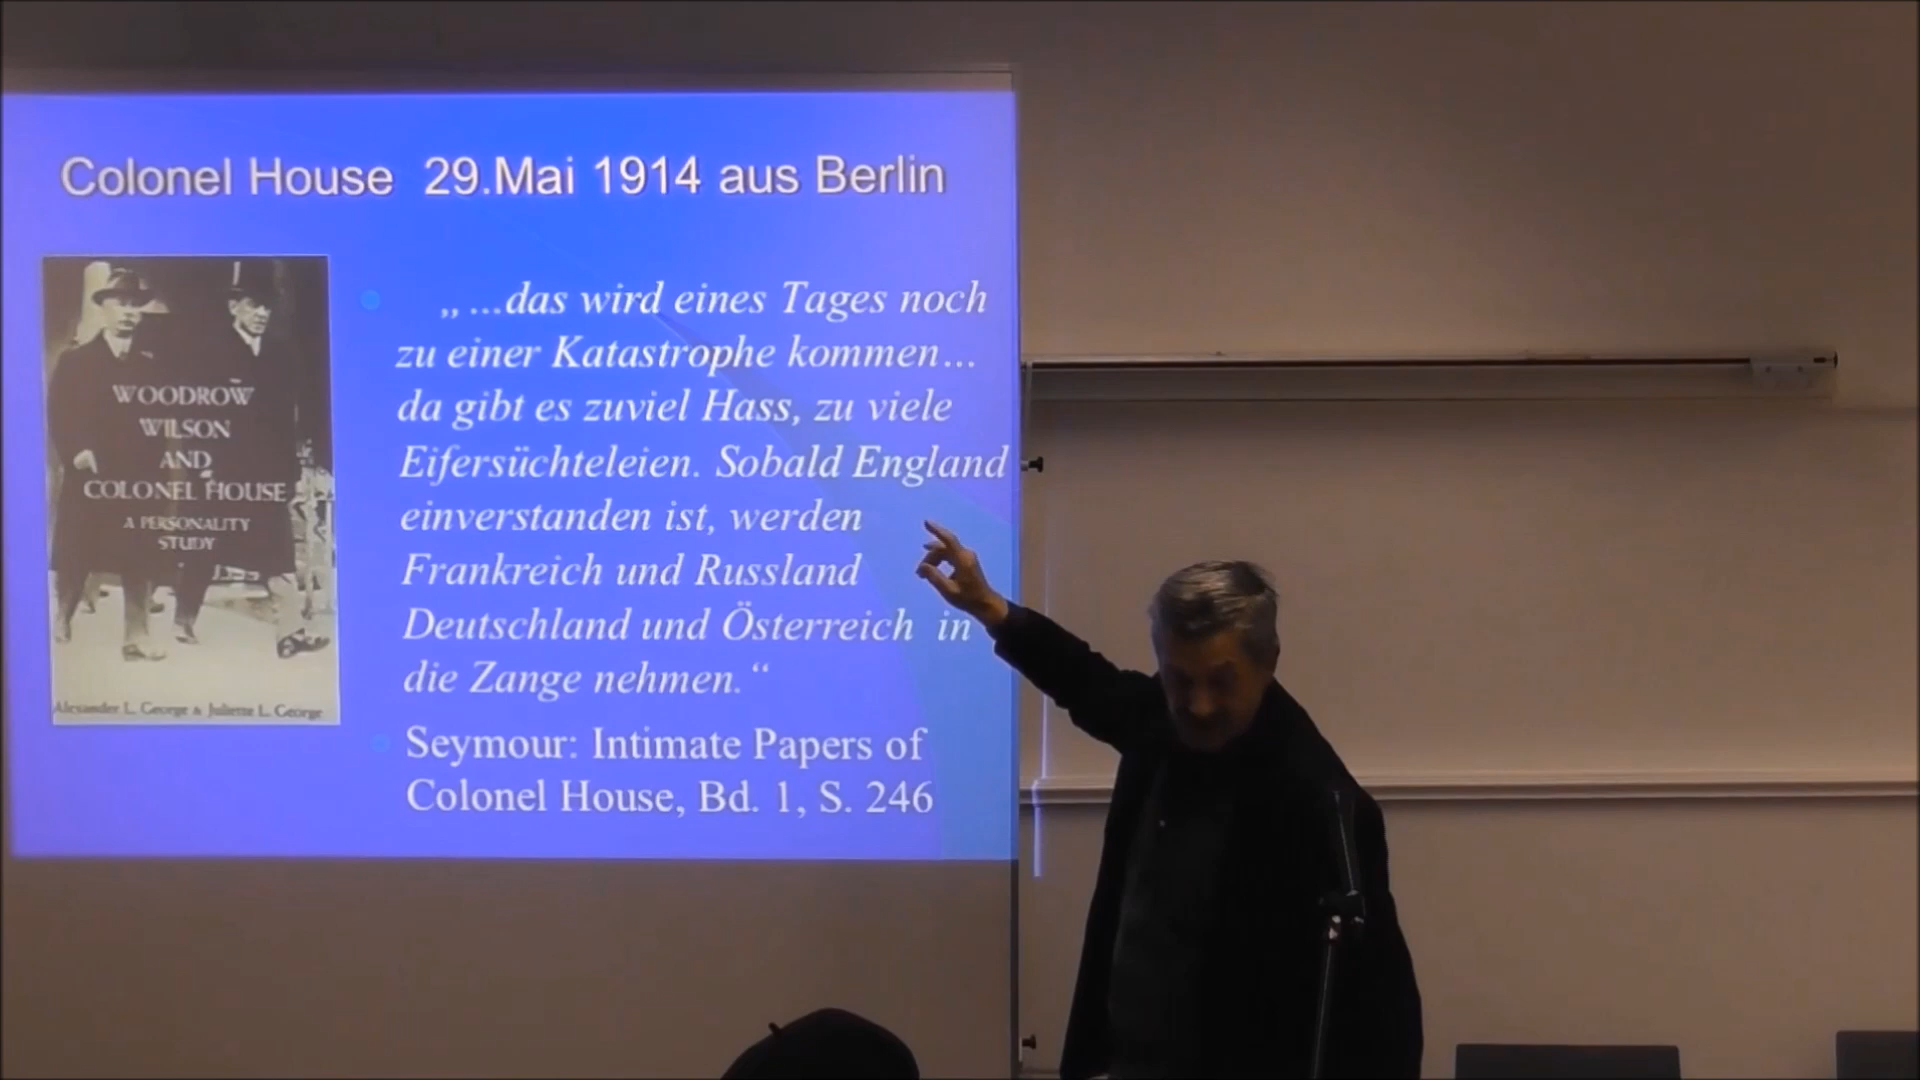 Colonel House 29.Mai 1914 aus Berlin
WOODROW
WILSON
AND
COLONEL HOUSE
A PERSONALITY
STUDY
Alexander L. George & Juliette L. George
„ ...das wird eines Tages noch
zu einer Katastrophe kommen...
da gibt es zuviel Hass, zu viele
Eifersüchteleien. Sobald England
einverstanden ist, werden
Frankreich und Russland
Deutschland und Österreich in
die Zange nehmen.“
Seymour: Intimate Papers of
Colonel House, Bd. 1, S. 246